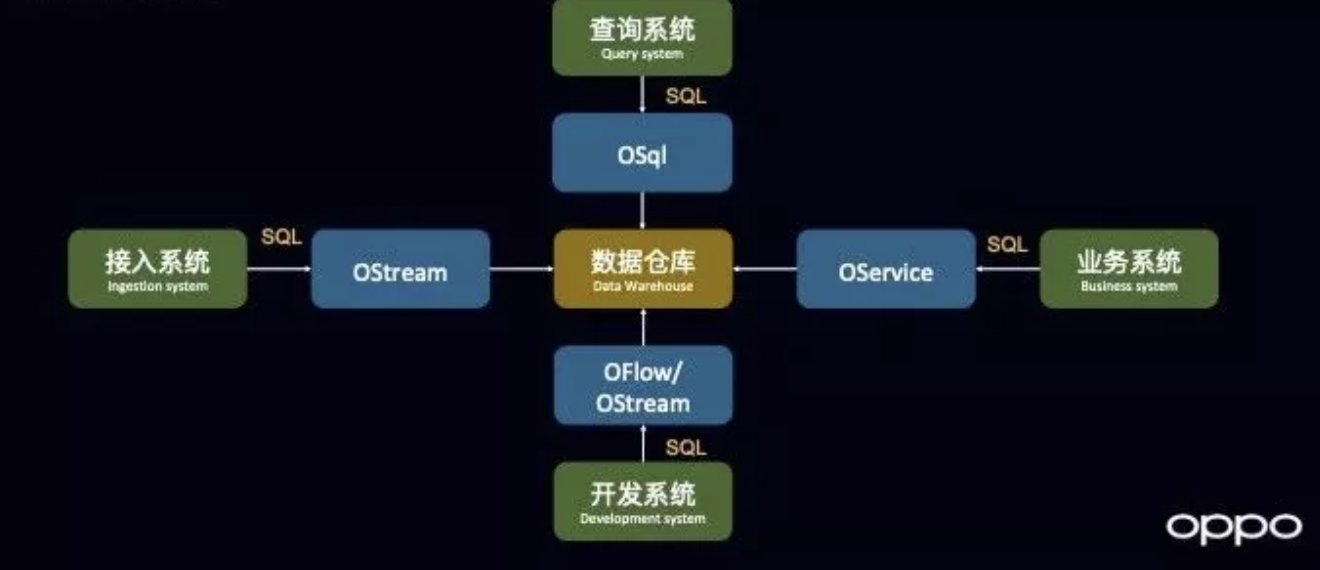 查询系统
Query system
SQL
OSql
接入系统
Ingestion system
SQL
OStream
数据仓库
Data Warehouse
OService
SQL
业务系统
Business system
OFlow/
OStream
SQL
开发系统
Development system
oppo